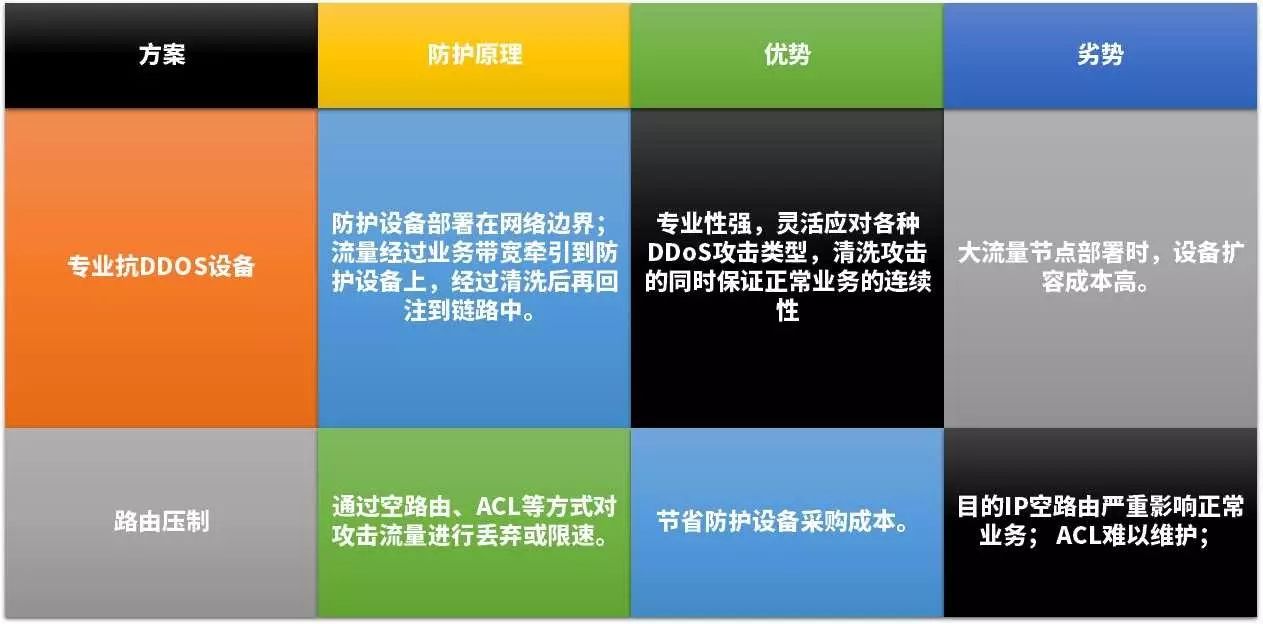 方案
防护原理
优势
劣势
专业抗DDOS设备
防护设备部署在网络边界；
流量经过业务带宽牵引到防
护设备上，经过清洗后再回
注到链路中。
专业性强，灵活应对各种
DDoS攻击类型，清洗攻击
的同时保证正常业务的连续
性
大流量节点部署时，设备扩
容成本高。
路由压制
通过空路由、ACL等方式对
攻击流量进行丢弃或限速。
节省防护设备采购成本。
目的IP空路由严重影响正常
业务； ACL难以维护；